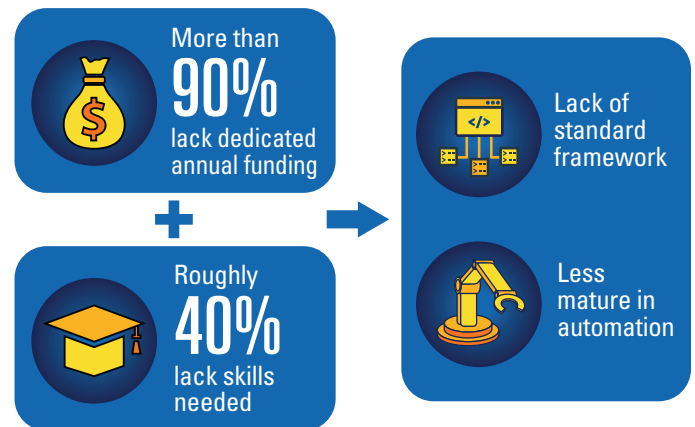 More than
90%
lack dedicated
annual funding
Roughly
40%
lack skills
needed
$
</>
Lack of
standard
framework
Less
mature in
automation